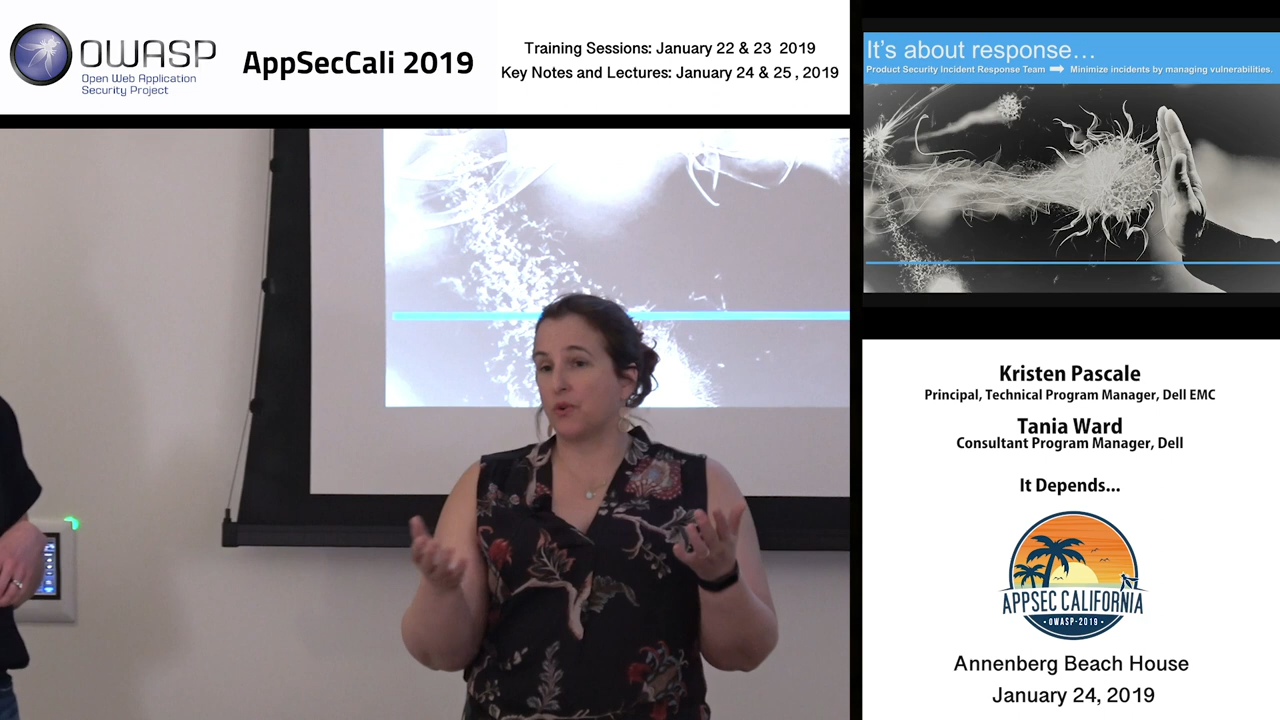 OWASP
Open Web Application
Security Project
AppSecCali 2019
Training Sessions: January 22 & 23 2019
Key Notes and Lectures: January 24 & 25 , 2019
It's about response...
Product Security Incident Response Team ➡ Minimize incidents by managing vulnerabilities.
Kristen Pascale
Principal, Technical Program Manager, Dell EMC
Tania Ward
Consultant Program Manager, Dell
It Depends...
APPSEC CALIFORNIA
• OWASP-2019 •
Annenberg Beach House
January 24, 2019